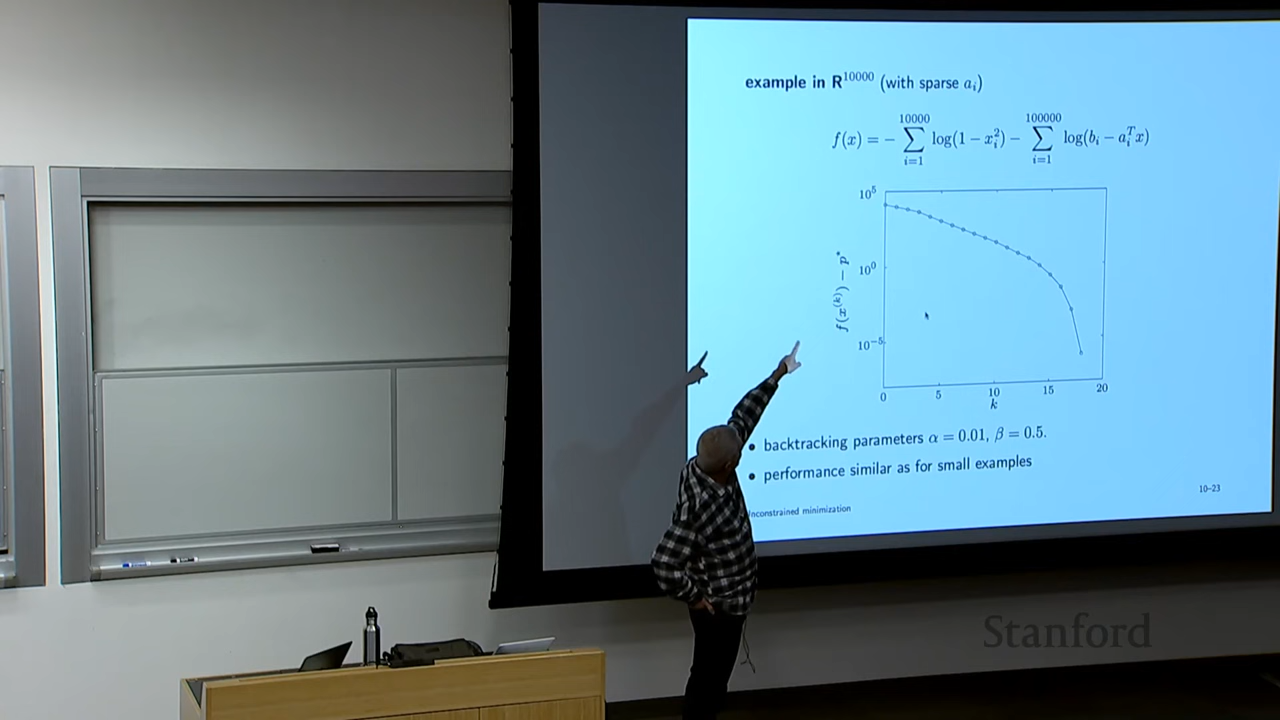 example in R^10000 (with sparse a_i)
f(x) = − ∑_{i=1}^{10000} log(1 − x_i^2) − ∑_{i=1}^{100000} log(b_i − a_i^T x)
10^5
10^0
10^−5
f(x^(k)) − p*
0 5 10 15 20
k
• backtracking parameters α = 0.01, β = 0.5.
• performance similar as for small examples
10–23
Unconstrained minimization
Stanford